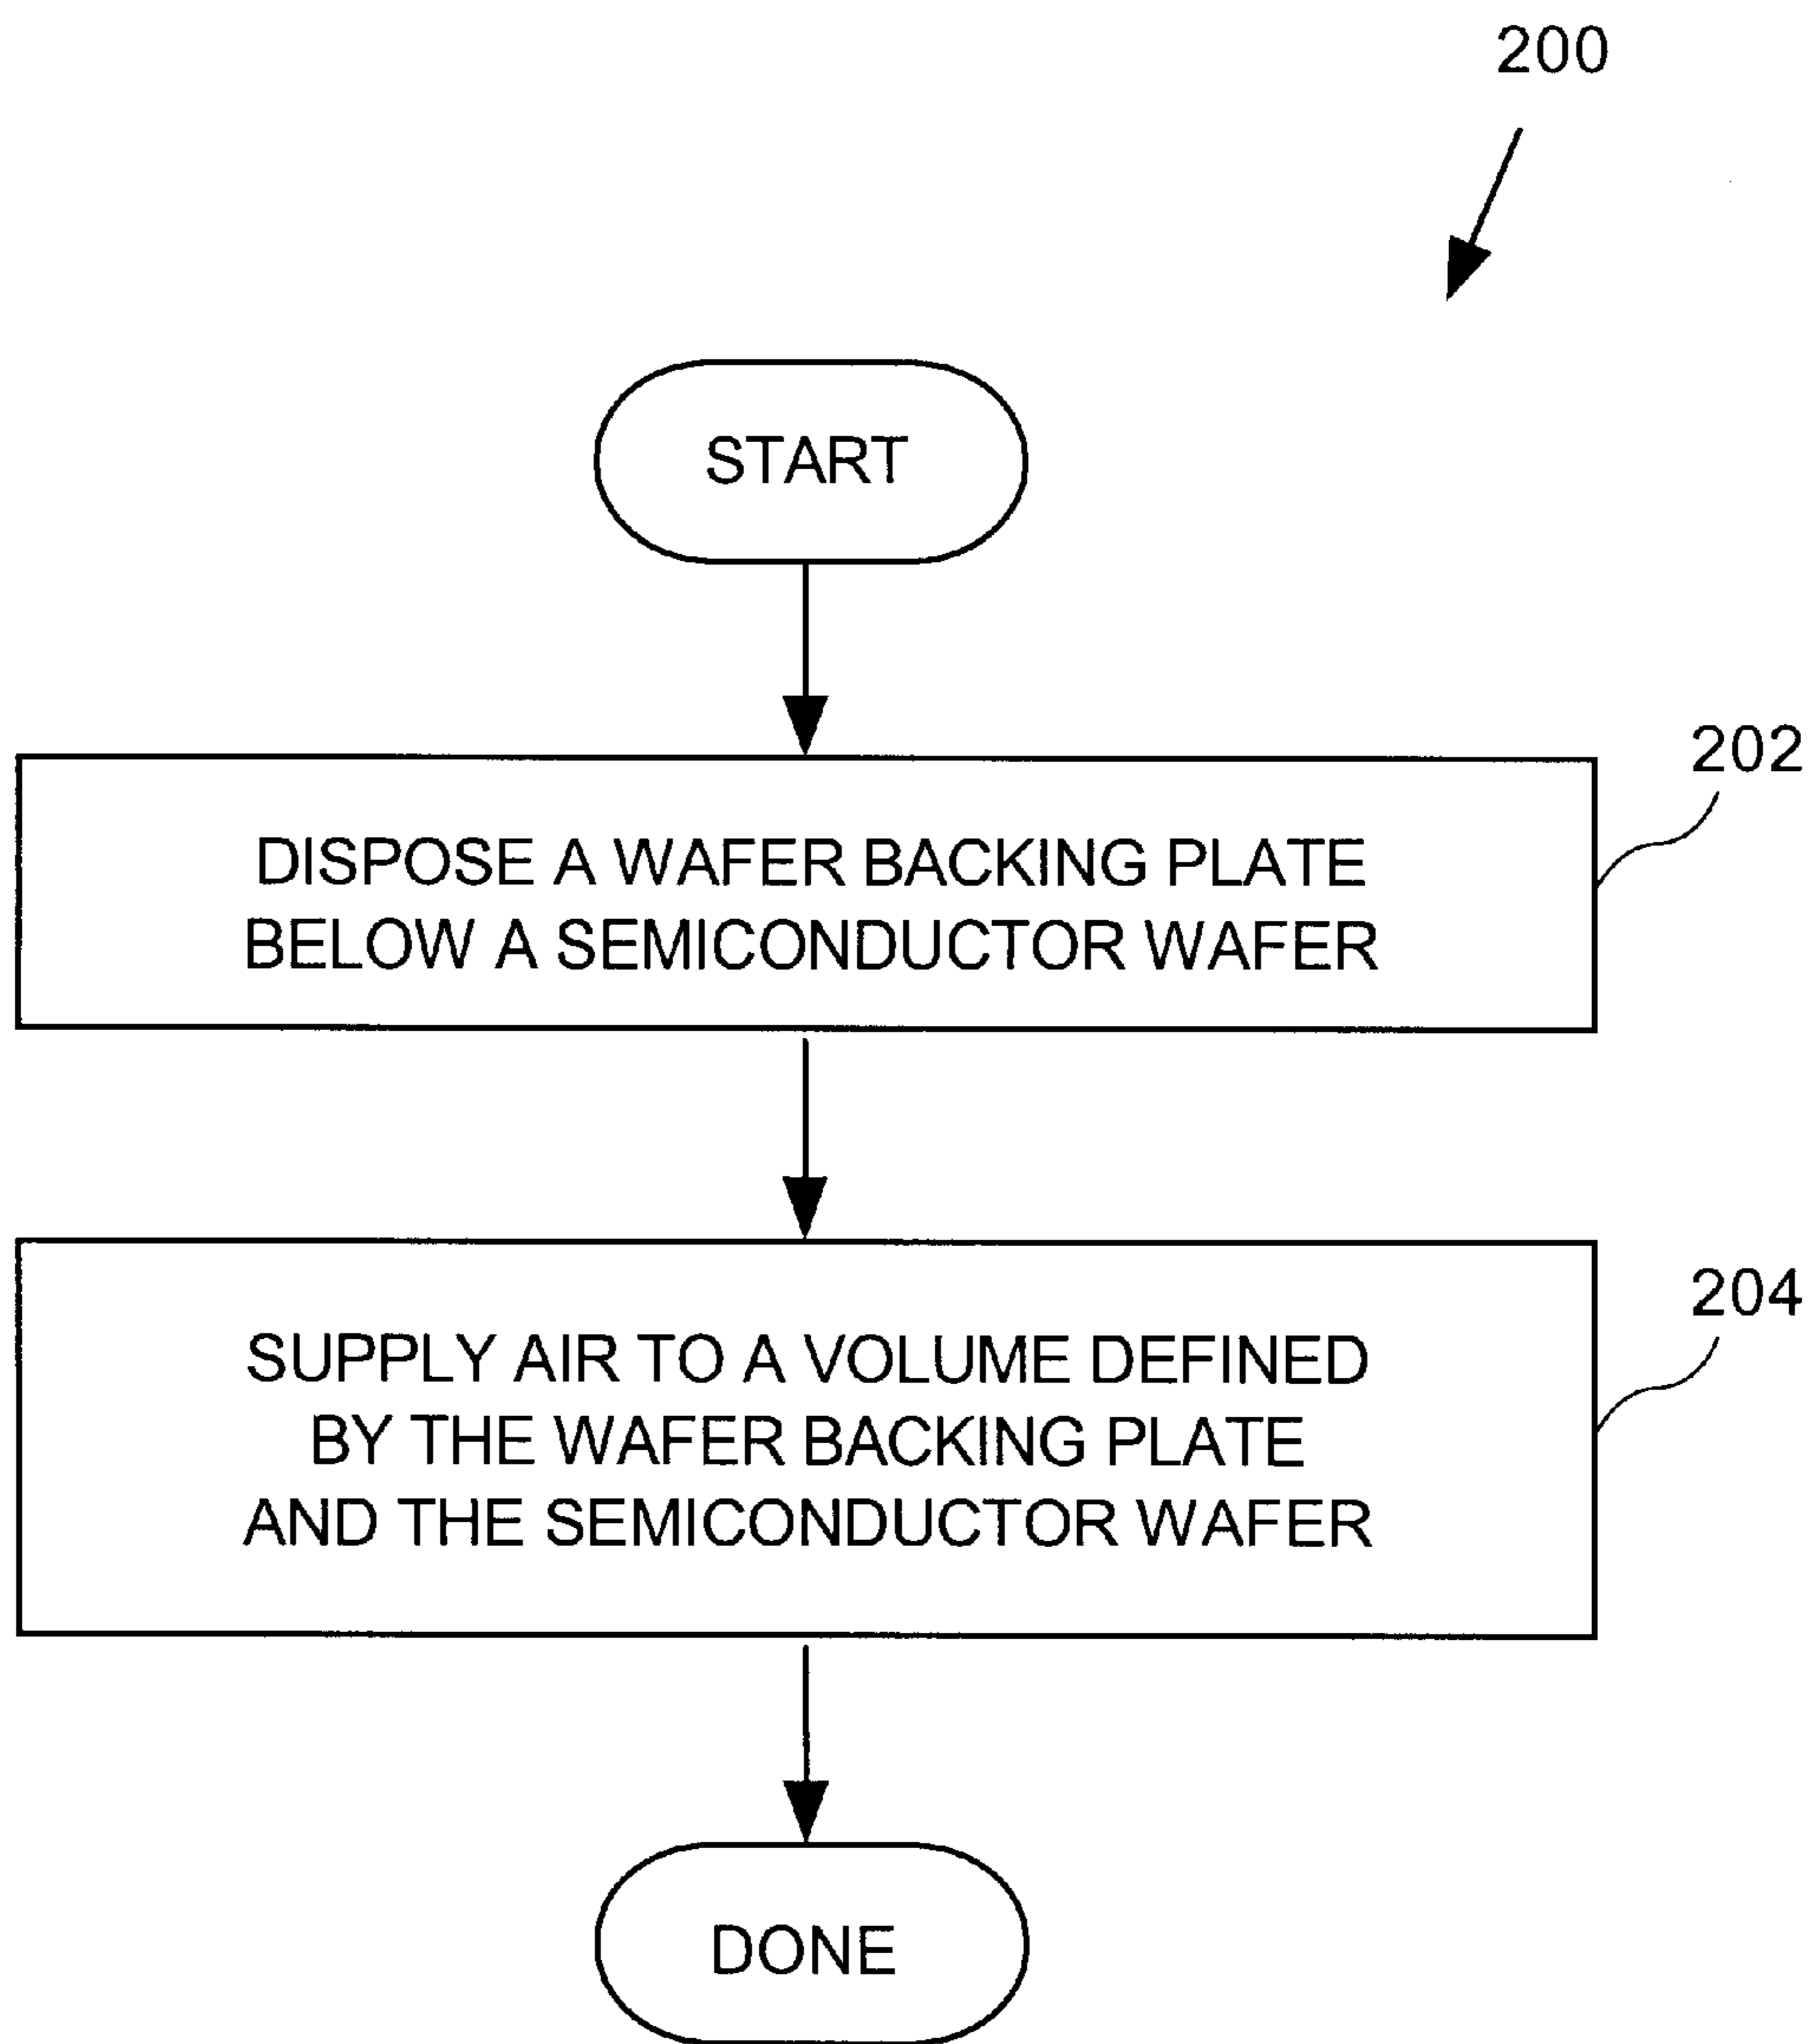 200
START
202
DISPOSE A WAFER BACKING PLATE
BELOW A SEMICONDUCTOR WAFER
204
SUPPLY AIR TO A VOLUME DEFINED
BY THE WAFER BACKING PLATE
AND THE SEMICONDUCTOR WAFER
DONE